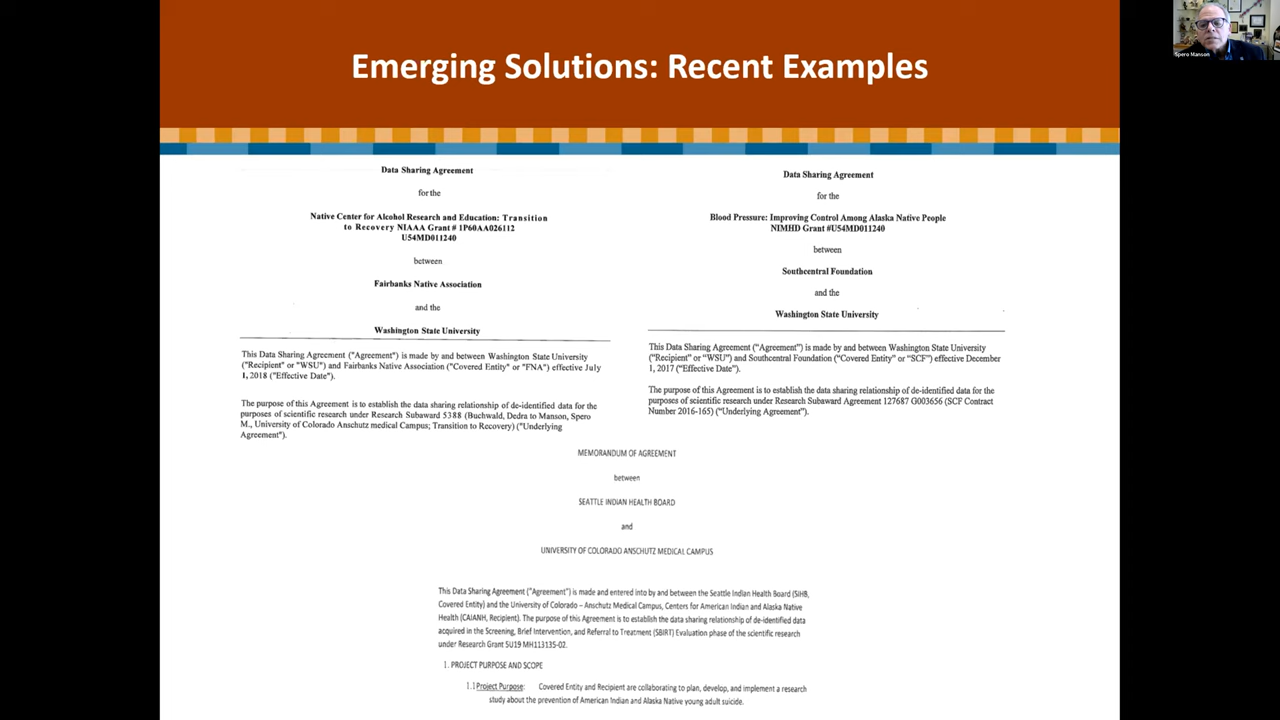 Emerging Solutions: Recent Examples
Spero Manson
Data Sharing Agreement
for the
Native Center for Alcohol Research and Education: Transition
to Recovery NIAAA Grant # 1P60AA026112
U54MD011240
between
Fairbanks Native Association
and the
Washington State University
This Data Sharing Agreement ("Agreement") is made by and between Washington State University
("Recipient" or "WSU") and Fairbanks Native Association ("Covered Entity" or "FNA") effective July
1, 2018 ("Effective Date").
The purpose of this Agreement is to establish the data sharing relationship of de-identified data for the
purposes of scientific research under Research Subaward 5388 (Buchwald, Dedra to Manson, Spero
M., University of Colorado Anschutz medical Campus; Transition to Recovery) ("Underlying
Agreement").
Data Sharing Agreement
for the
Blood Pressure: Improving Control Among Alaska Native People
NIMHD Grant #U54MD011240
between
Southcentral Foundation
and the
Washington State University
This Data Sharing Agreement ("Agreement") is made by and between Washington State University
("Recipient" or "WSU") and Southcentral Foundation ("Covered Entity" or "SCF") effective December
1, 2017 ("Effective Date").
The purpose of this Agreement is to establish the data sharing relationship of de-identified data for the
purposes of scientific research under Research Subaward Agreement 127687 G003656 (SCF Contract
Number 2016-165) ("Underlying Agreement").
MEMORANDUM OF AGREEMENT
between
SEATTLE INDIAN HEALTH BOARD
and
UNIVERSITY OF COLORADO ANSCHUTZ MEDICAL CAMPUS
This Data Sharing Agreement ("Agreement") is made and entered into by and between the Seattle Indian Health Board (SIHB,
Covered Entity) and the University of Colorado – Anschutz Medical Campus, Centers for American Indian and Alaska Native
Health (CAIANH, Recipient). The purpose of this Agreement is to establish the data sharing relationship of de-identified data
acquired in the Screening, Brief Intervention, and Referral to Treatment (SBIRT) Evaluation phase of the scientific research
under Research Grant 5U19 MH113135-02.
1. PROJECT PURPOSE AND SCOPE
1.1 Project Purpose: Covered Entity and Recipient are collaborating to plan, develop, and implement a research
study about the prevention of American Indian and Alaska Native young adult suicide.